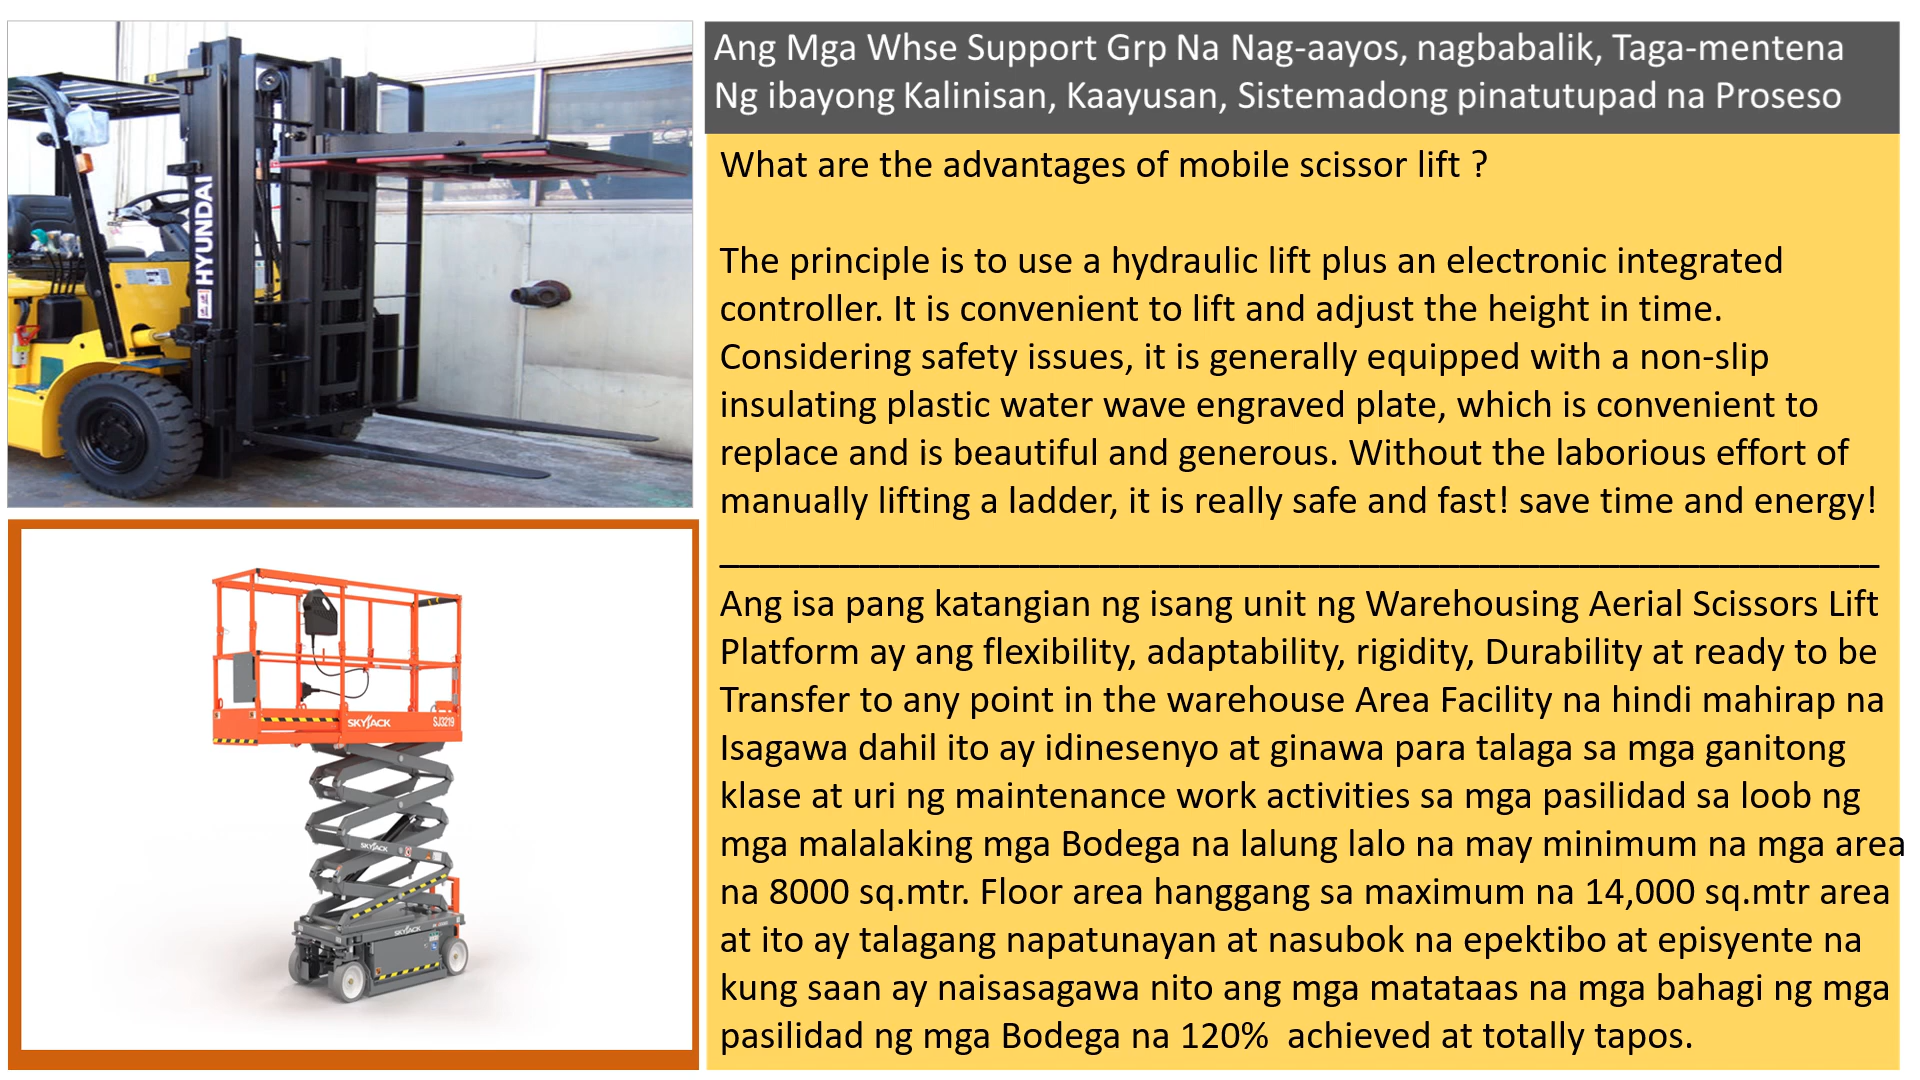 Ang Mga Whse Support Grp Na Nag-aayos, nagbabalik, Taga-mentena
Ng ibayong Kalinisan, Kaayusan, Sistemadong pinatutupad na Proseso
What are the advantages of mobile scissor lift ?
The principle is to use a hydraulic lift plus an electronic integrated
controller. It is convenient to lift and adjust the height in time.
Considering safety issues, it is generally equipped with a non-slip
insulating plastic water wave engraved plate, which is convenient to
replace and is beautiful and generous. Without the laborious effort of
manually lifting a ladder, it is really safe and fast! save time and energy!
Ang isa pang katangian ng isang unit ng Warehousing Aerial Scissors Lift
Platform ay ang flexibility, adaptability, rigidity, Durability at ready to be
Transfer to any point in the warehouse Area Facility na hindi mahirap na
Isagawa dahil ito ay idinesenyo at ginawa para talaga sa mga ganitong
klase at uri ng maintenance work activities sa mga pasilidad sa loob ng
mga malalaking mga Bodega na lalung lalo na may minimum na mga area
na 8000 sq.mtr. Floor area hanggang sa maximum na 14,000 sq.mtr area
at ito ay talagang napatunayan at nasubok na epektibo at episyente na
kung saan ay naisasagawa nito ang mga matataas na mga bahagi ng mga
pasilidad ng mga Bodega na 120%  achieved at totally tapos.
HYUNDAI
SKYJACK
SJ3219
SKYJACK
SKYJACK